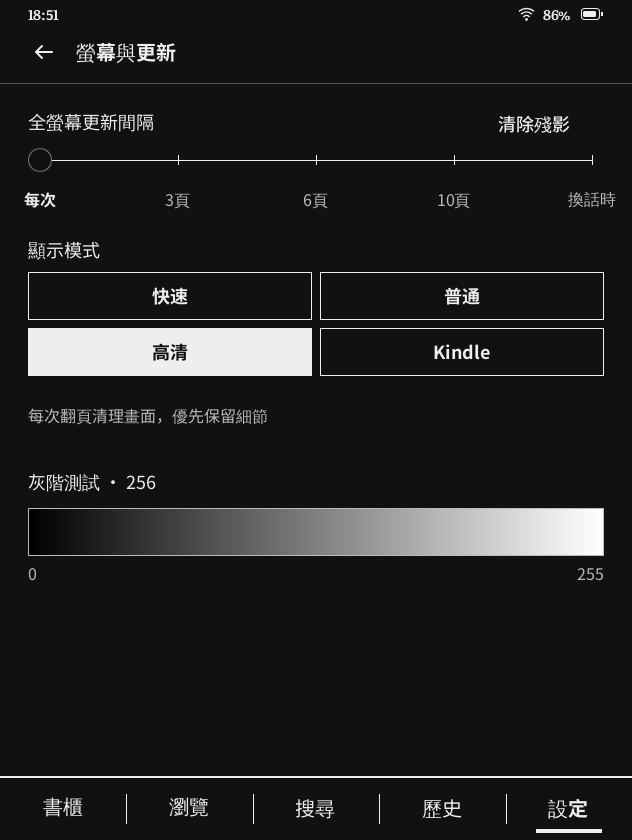 18:51 86%
螢幕與更新
全螢幕更新間隔 清除殘影
每次 3頁 6頁 10頁 換話時
顯示模式
快速 普通
高清 Kindle
每次翻頁清理畫面，優先保留細節
灰階測試 · 256
0 255
書櫃 瀏覽 搜尋 歷史 設定